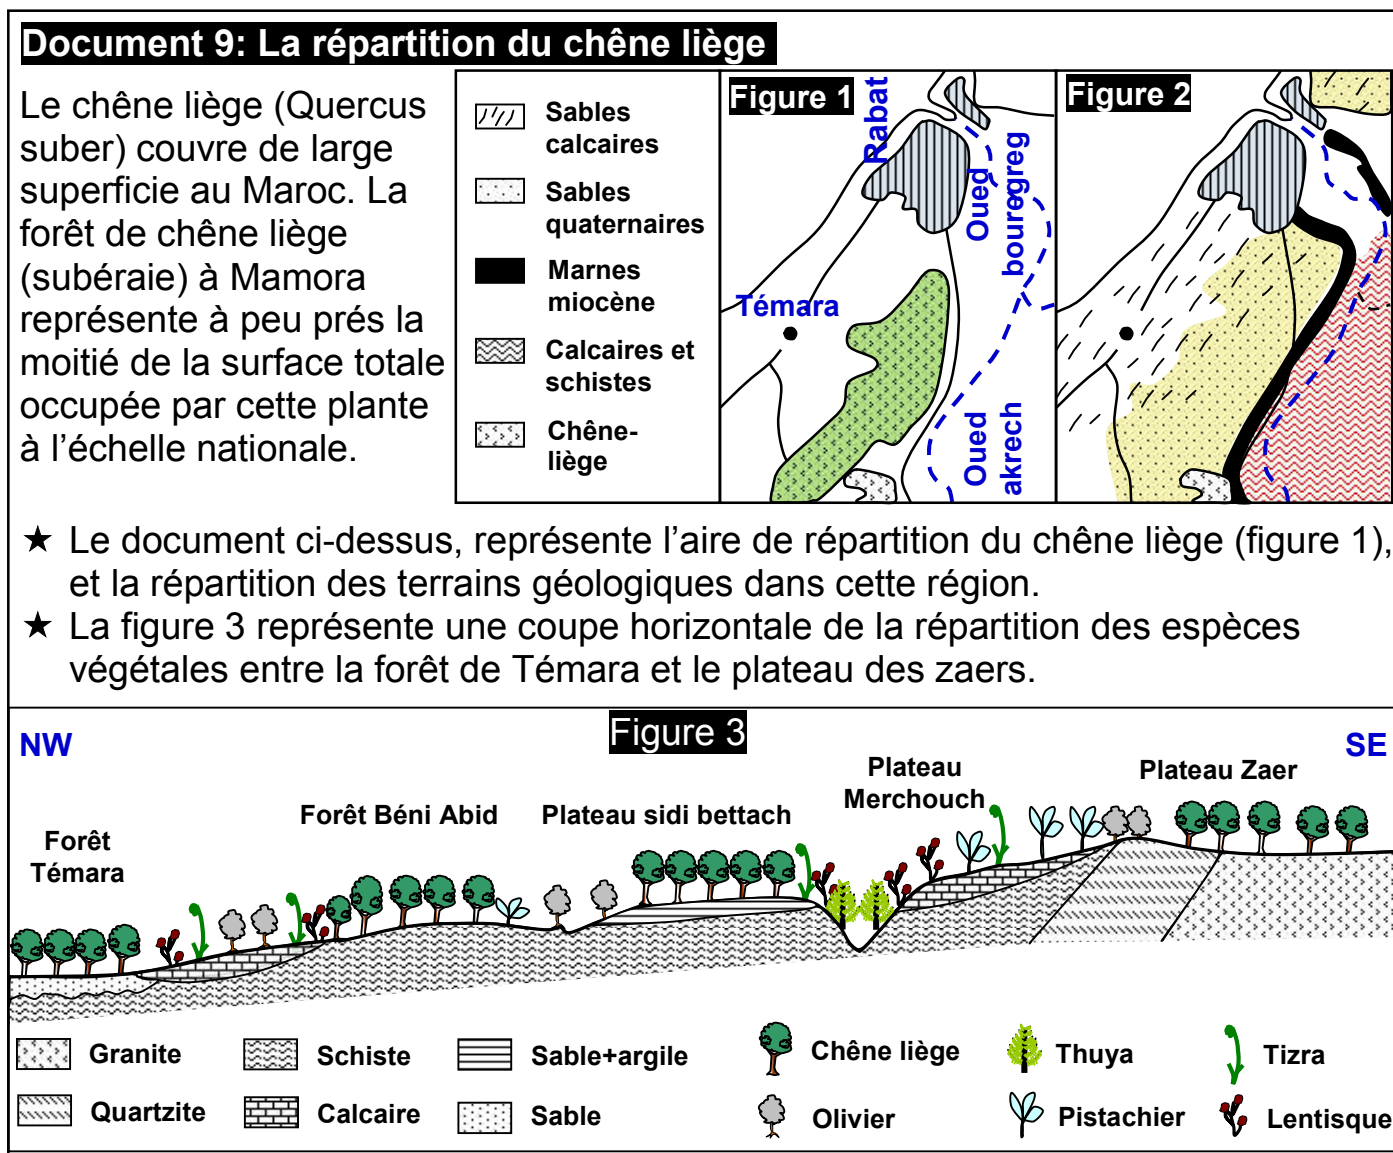 Document 9: La répartition du chêne liège
Le chêne liège (Quercus
suber) couvre de large
superficie au Maroc. La
forêt de chêne liège
(subéraie) à Mamora
représente à peu prés la
moitié de la surface totale
occupée par cette plante
à l’échelle nationale.
Sables
calcaires
Sables
quaternaires
Marnes
miocène
Calcaires et
schistes
Chêne-
liège
Figure 1
Rabat
Oued
bouregreg
Témara
Oued
akrech
Figure 2
★ Le document ci-dessus, représente l’aire de répartition du chêne liège (figure 1),
et la répartition des terrains géologiques dans cette région.
★ La figure 3 représente une coupe horizontale de la répartition des espèces
végétales entre la forêt de Témara et le plateau des zaers.
Figure 3
NW
SE
Forêt
Témara
Forêt Béni Abid
Plateau sidi bettach
Plateau
Merchouch
Plateau Zaer
Granite
Schiste
Sable+argile
Chêne liège
Thuya
Tizra
Quartzite
Calcaire
Sable
Olivier
Pistachier
Lentisque